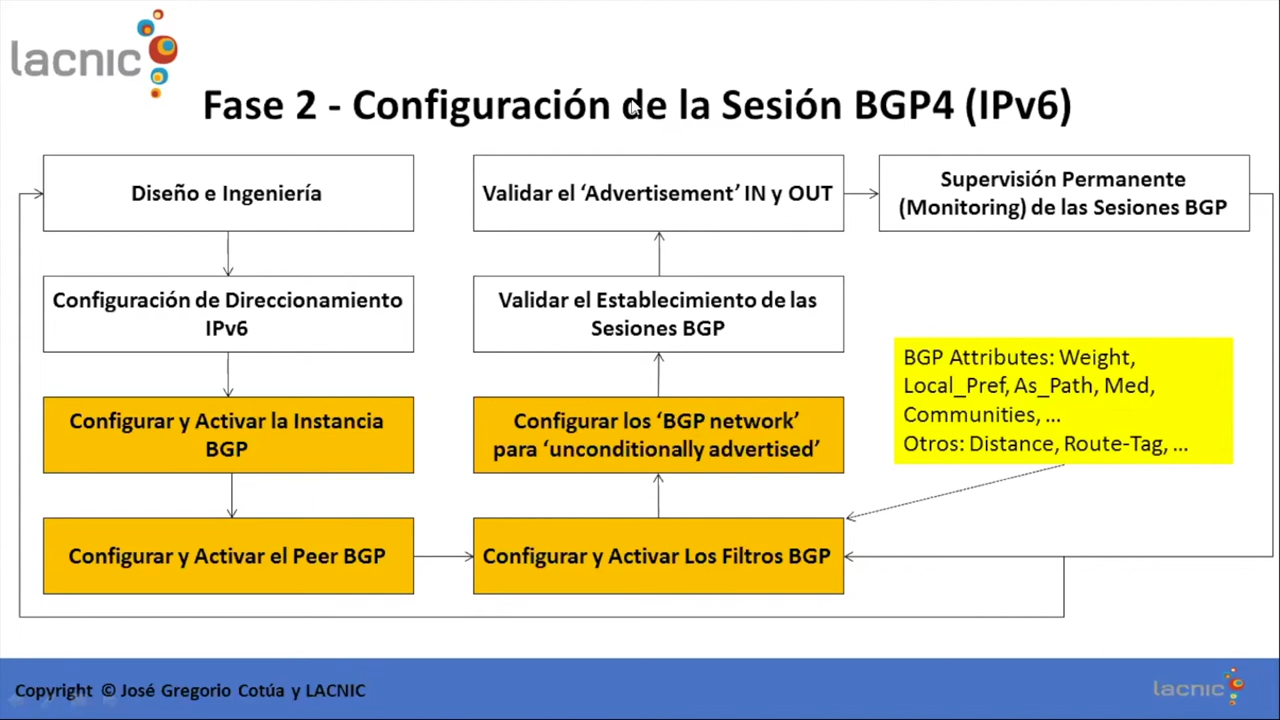 lacnic
Fase 2 - Configuración de la Sesión BGP4 (IPv6)
Diseño e Ingeniería
Configuración de Direccionamiento
IPv6
Configurar y Activar la Instancia
BGP
Configurar y Activar el Peer BGP
Validar el ‘Advertisement’ IN y OUT
Validar el Establecimiento de las
Sesiones BGP
Configurar los ‘BGP network’
para ‘unconditionally advertised’
Configurar y Activar Los Filtros BGP
Supervisión Permanente
(Monitoring) de las Sesiones BGP
BGP Attributes: Weight,
Local_Pref, As_Path, Med,
Communities, ...
Otros: Distance, Route-Tag, ...
Copyright © José Gregorio Cotúa y LACNIC
lacnic